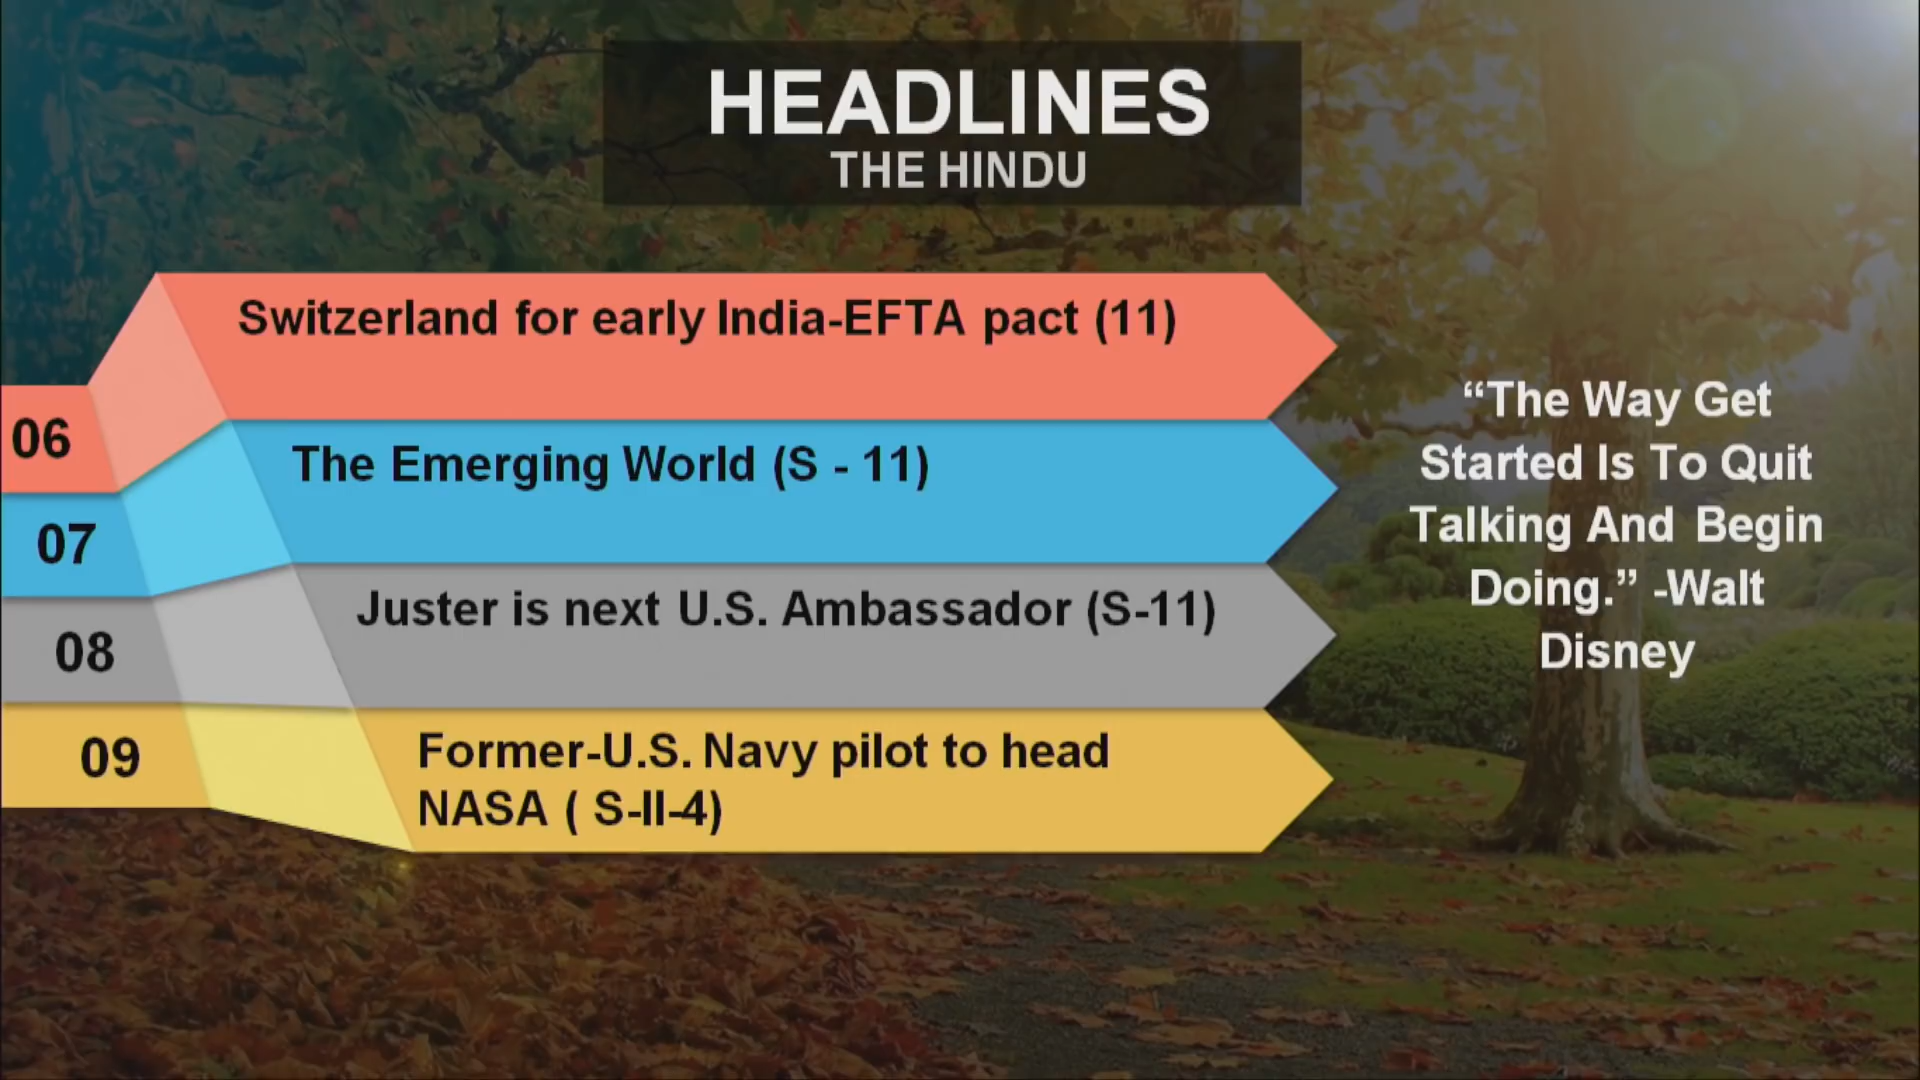 HEADLINES
THE HINDU
06
Switzerland for early India-EFTA pact (11)
07
The Emerging World (S - 11)
08
Juster is next U.S. Ambassador (S-11)
09
Former-U.S. Navy pilot to head
NASA ( S-II-4)
“The Way Get
Started Is To Quit
Talking And Begin
Doing.” -Walt
Disney